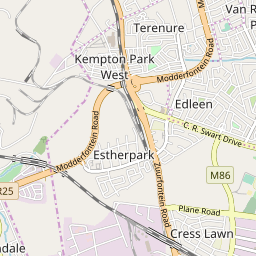 Van R
P
Terenure
Kempton Park
West
Modderfontein Road
Edleen
C. R. Swart Drive
Modderfontein Road
Estherpark
Zuurfontein Road
M86
R25
Plane Road
Cress Lawn
ndale